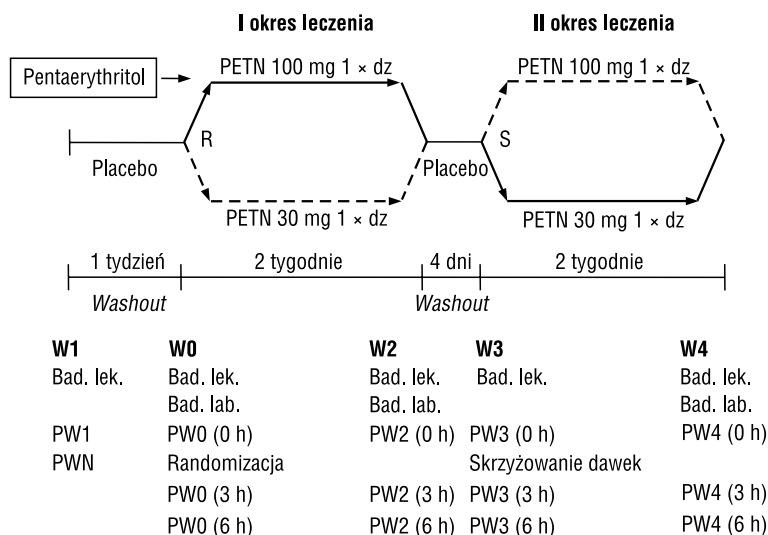 I okres leczenia II okres leczenia
Pentaerythritol PETN 100 mg 1 × dz PETN 100 mg 1 × dz
R S
Placebo Placebo
PETN 30 mg 1 × dz PETN 30 mg 1 × dz
1 tydzień 2 tygodnie 4 dni 2 tygodnie
Washout Washout
W1 W0 W2 W3 W4
Bad. lek. Bad. lek. Bad. lek. Bad. lek. Bad. lek.
Bad. lab. Bad. lab. Bad. lab.
PW1 PW0 (0 h) PW2 (0 h) PW3 (0 h) PW4 (0 h)
PWN Randomizacja Skrzyżowanie dawek
PW0 (3 h) PW2 (3 h) PW3 (3 h) PW4 (3 h)
PW0 (6 h) PW2 (6 h) PW3 (6 h) PW4 (6 h)